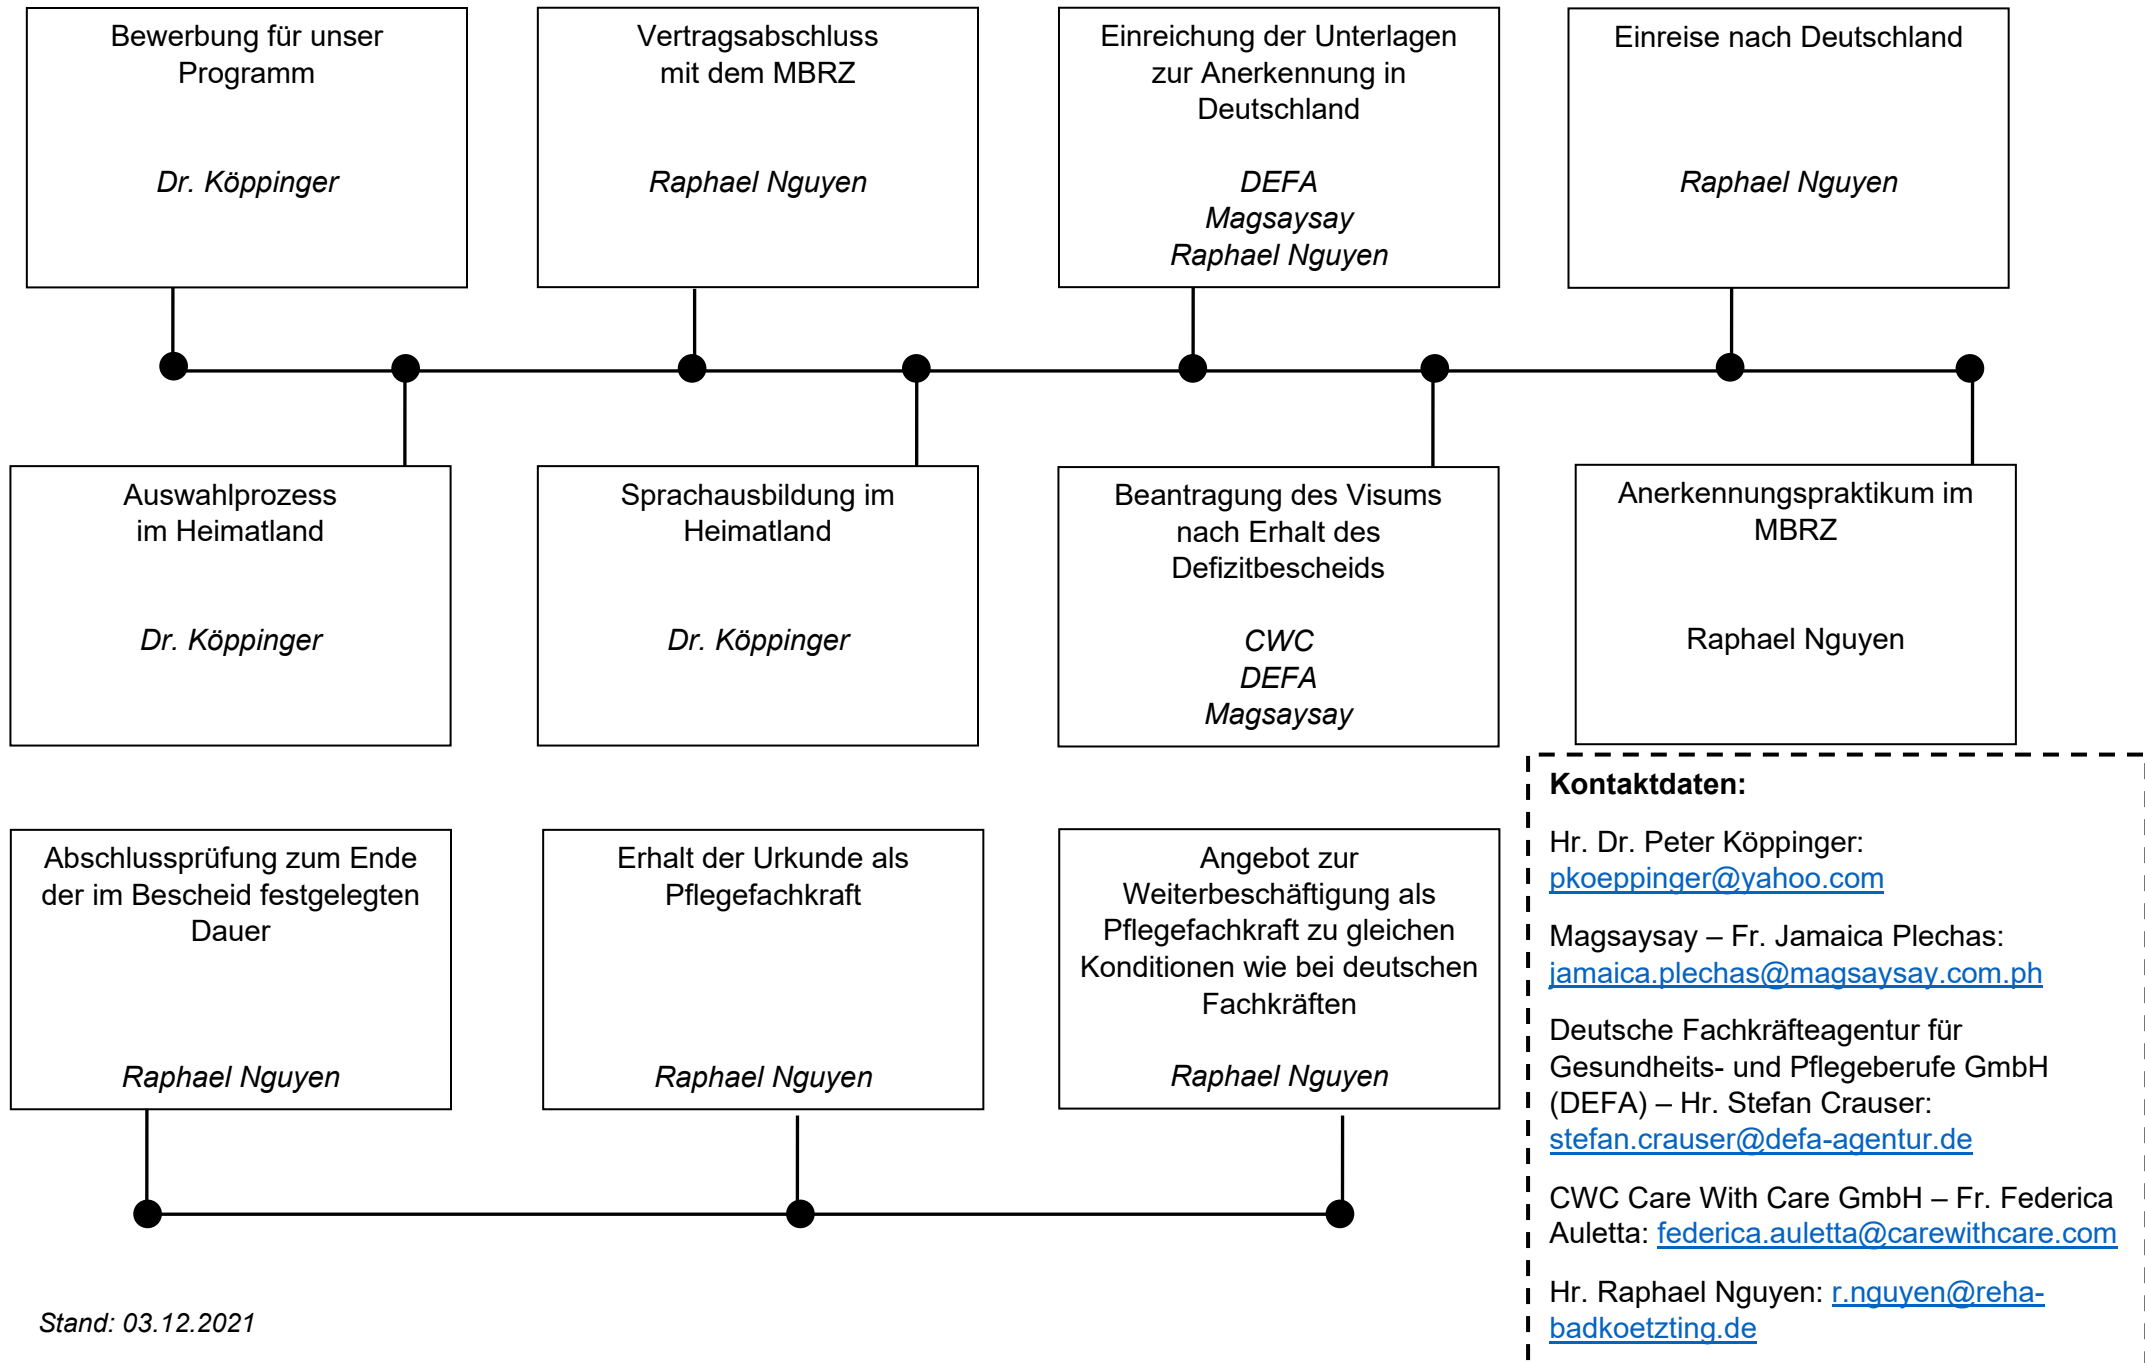 Bewerbung für unser
Programm
Dr. Köppinger
Vertragsabschluss
mit dem MBRZ
Raphael Nguyen
Einreichung der Unterlagen
zur Anerkennung in
Deutschland
DEFA
Magsaysay
Raphael Nguyen
Einreise nach Deutschland
Raphael Nguyen
Auswahlprozess
im Heimatland
Dr. Köppinger
Sprachausbildung im
Heimatland
Dr. Köppinger
Beantragung des Visums
nach Erhalt des
Defizitbescheids
CWC
DEFA
Magsaysay
Anerkennungspraktikum im
MBRZ
Raphael Nguyen
Abschlussprüfung zum Ende
der im Bescheid festgelegten
Dauer
Raphael Nguyen
Erhalt der Urkunde als
Pflegefachkraft
Raphael Nguyen
Angebot zur
Weiterbeschäftigung als
Pflegefachkraft zu gleichen
Konditionen wie bei deutschen
Fachkräften
Raphael Nguyen
Kontaktdaten:
Hr. Dr. Peter Köppinger:
pkoeppinger@yahoo.com
Magsaysay – Fr. Jamaica Plechas:
jamaica.plechas@magsaysay.com.ph
Deutsche Fachkräfteagentur für
Gesundheits- und Pflegeberufe GmbH
(DEFA) – Hr. Stefan Crauser:
stefan.crauser@defa-agentur.de
CWC Care With Care GmbH – Fr. Federica
Auletta: federica.auletta@carewithcare.com
Hr. Raphael Nguyen: r.nguyen@reha-
badkoetzting.de
Stand: 03.12.2021